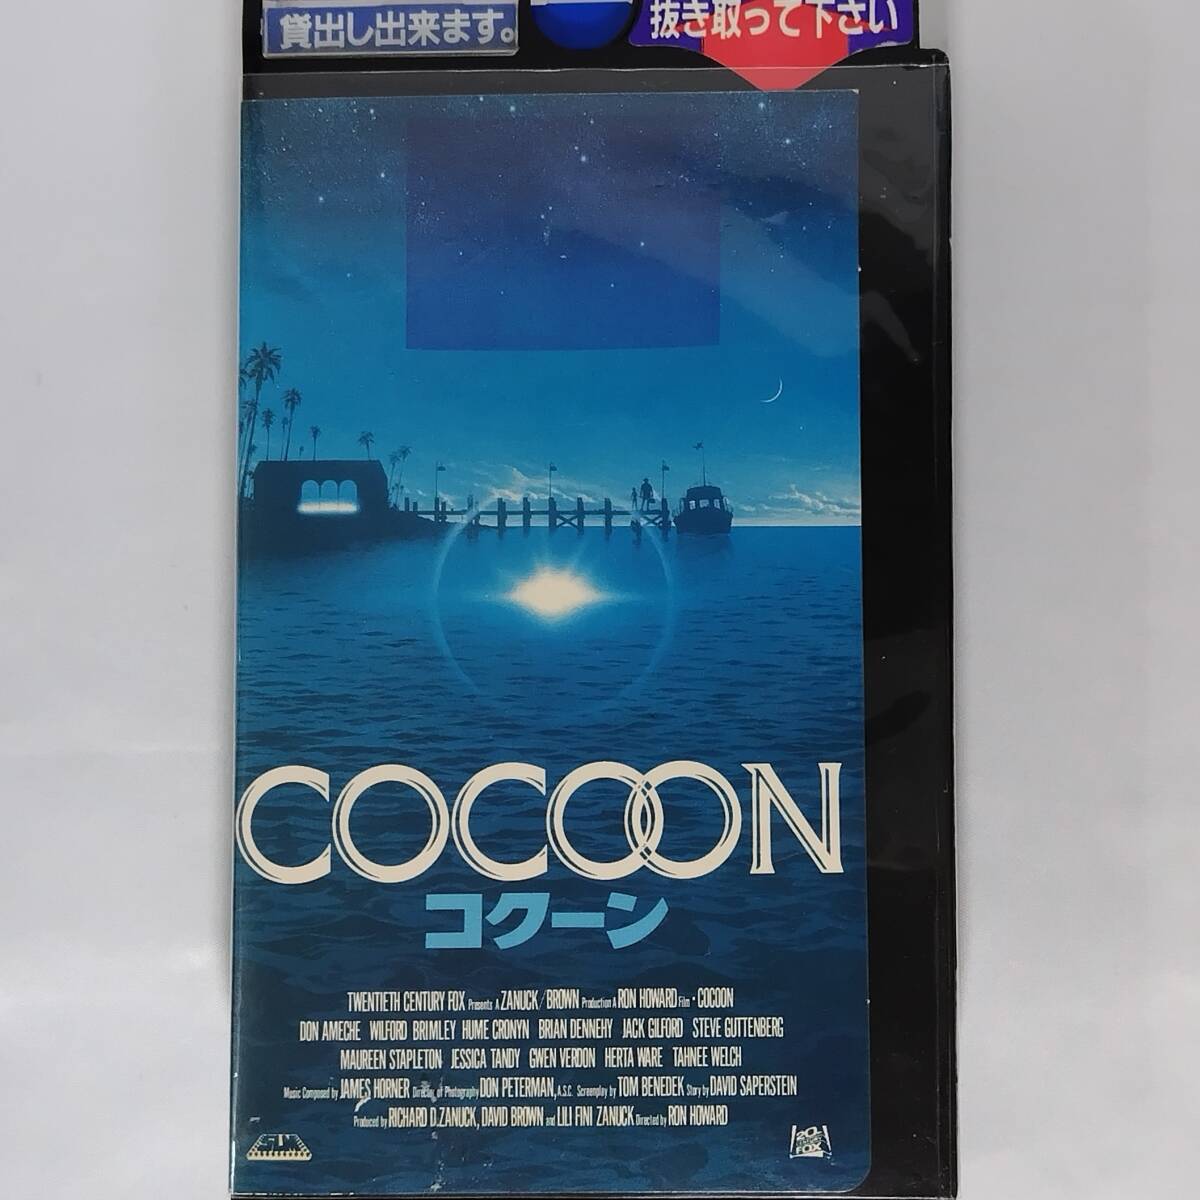 貸出し出来ます。
抜き取って下さい
COCOON
コクーン
TWENTIETH CENTURY FOX Presents A ZANUCK/BROWN Production A RON HOWARD Film · COCOON
DON AMECHE WILFORD BRIMLEY HUME CRONYN BRIAN DENNEHY JACK GILFORD STEVE GUTTENBERG
MAUREEN STAPLETON JESSICA TANDY GWEN VERDON HERTA WARE TAHNEE WELCH
Music Composed by JAMES HORNER Director of Photography DON PETERMAN, A.S.C. Screenplay by TOM BENEDEK Story by DAVID SAPERSTEIN
Produced by RICHARD D. ZANUCK, DAVID BROWN and LILI FINI ZANUCK Directed by RON HOWARD
20th CENTURY FOX